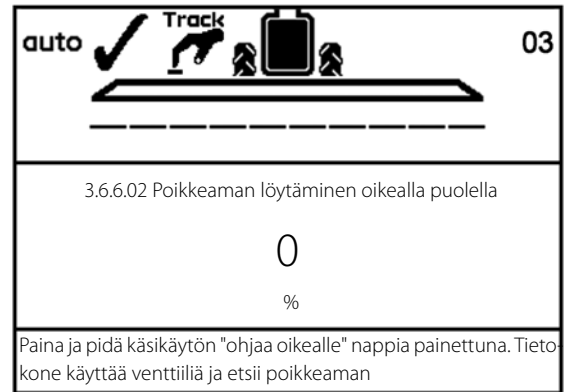 auto Track 03
3.6.6.02 Poikkeaman löytäminen oikealla puolella
0
%
Paina ja pidä käsikäytön "ohjaa oikealle" nappia painettuna. Tieto-
kone käyttää venttiiliä ja etsii poikkeaman